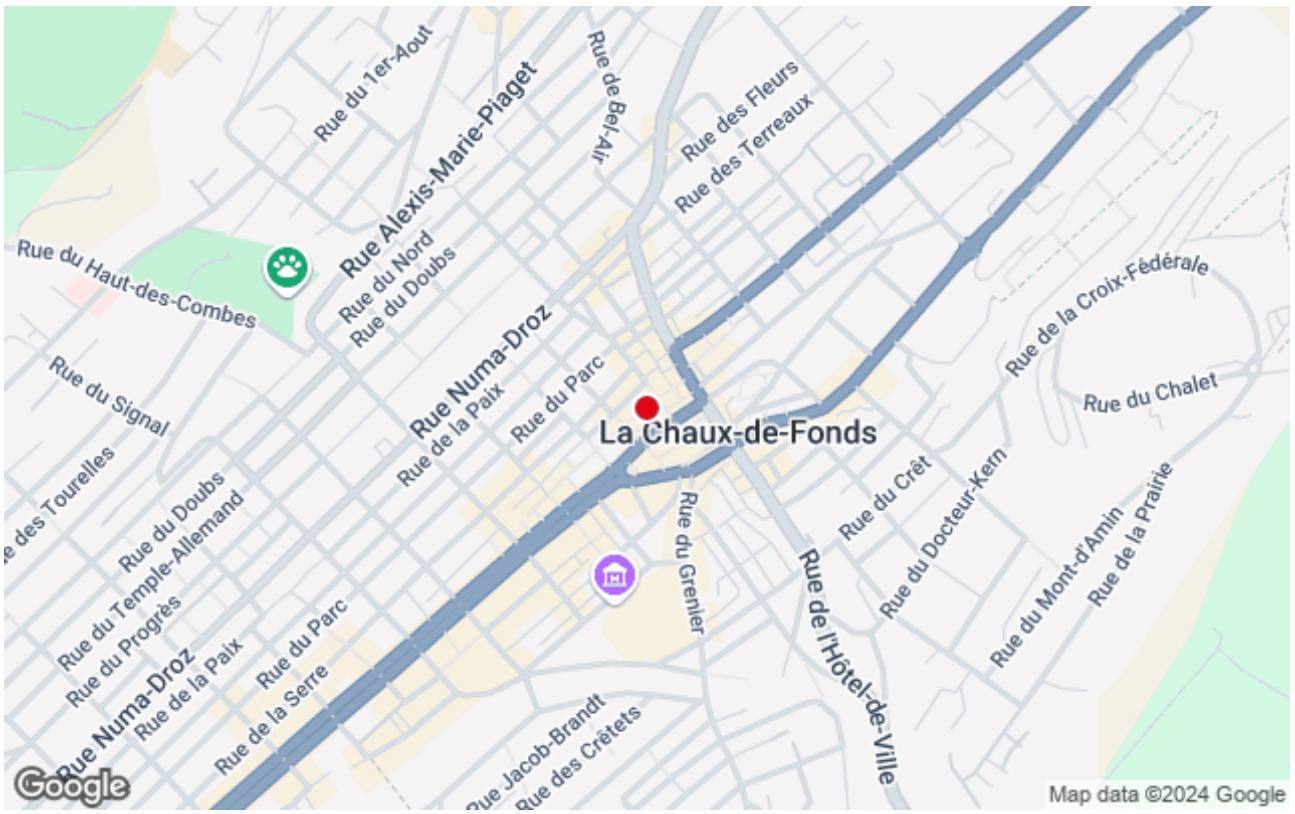 Rue du 1er-Aout
Rue de Bel-Air
Rue Alexis-Marie-Piaget
Rue des Fleurs
Rue des Terreaux
Rue du Haut-des-Combes
Rue du Nord
Rue du Doubs
Rue de la Croix-Fédérale
Rue Numa-Droz
Rue du Parc
Rue de la Paix
Rue du Signal
Rue du Chalet
La Chaux-de-Fonds
e des Tourelles
Rue du Doubs
Rue du Temple-Allemand
Rue du Progrès
Rue du Crêt
Rue du Docteur-Kern
Rue du Mont-d'Amin
Rue de la Prairie
Rue du Grenier
Rue de l'Hôtel-de-Ville
Rue du Parc
Rue de la Paix
Rue Numa-Droz
Rue de la Serre
Rue Jacob-Brandt
Rue des Crêtets
Google
Map data ©2024 Google